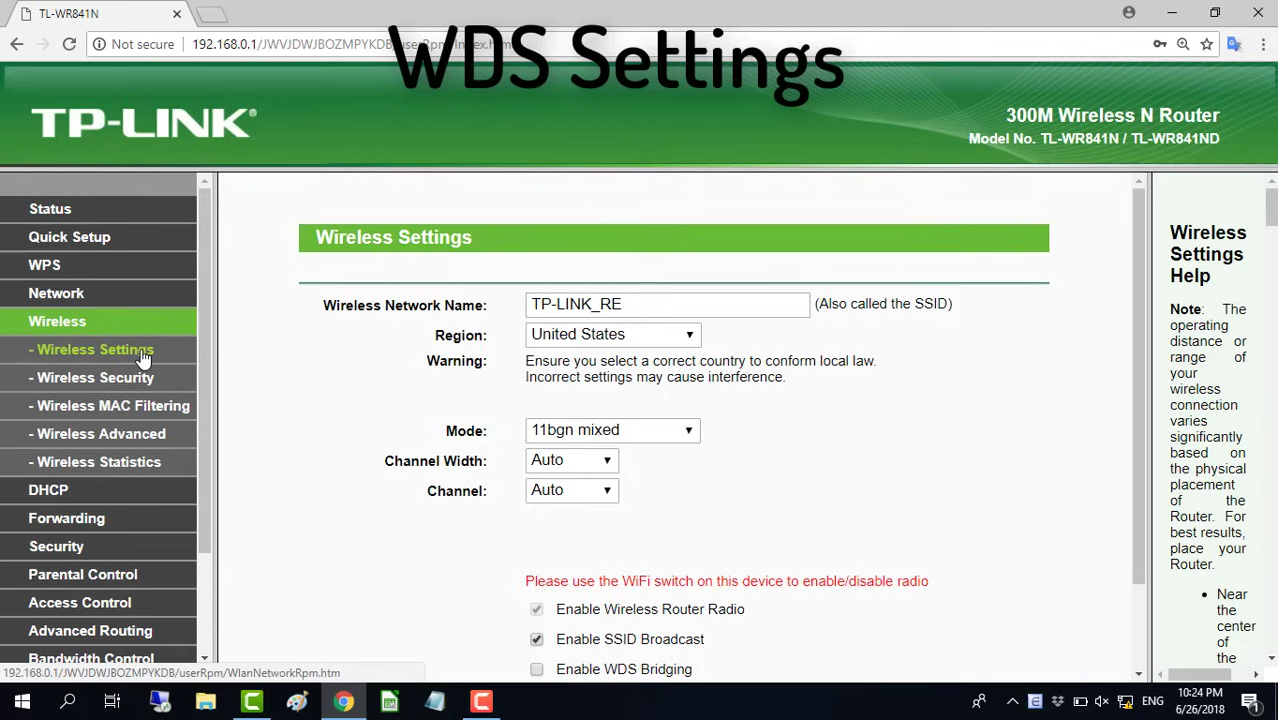 TL-WR841N
Not secure
192.168.0.1/JWVJDWJBOZMPYKDB/userRpm/Index.htm
WDS Settings
TP-LINK®
300M Wireless N Router
Model No. TL-WR841N / TL-WR841ND
Status
Quick Setup
WPS
Network
Wireless
- Wireless Settings
- Wireless Security
- Wireless MAC Filtering
- Wireless Advanced
- Wireless Statistics
DHCP
Forwarding
Security
Parental Control
Access Control
Advanced Routing
Bandwidth Control
Wireless Settings
Wireless Network Name: TP-LINK_RE (Also called the SSID)
Region: United States
Warning: Ensure you select a correct country to conform local law.
Incorrect settings may cause interference.
Mode: 11bgn mixed
Channel Width: Auto
Channel: Auto
Please use the WiFi switch on this device to enable/disable radio
Enable Wireless Router Radio
Enable SSID Broadcast
Enable WDS Bridging
Wireless
Settings
Help
Note: The
operating
distance or
range of
your
wireless
connection
varies
significantly
based on
the physical
placement
of the
Router. For
best results,
place your
Router.
• Near
the
center
of
the
192.168.0.1/JWVJDWJBOZMPYKDB/userRpm/WlanNetworkRpm.htm
ENG
10:24 PM
6/26/2018
1